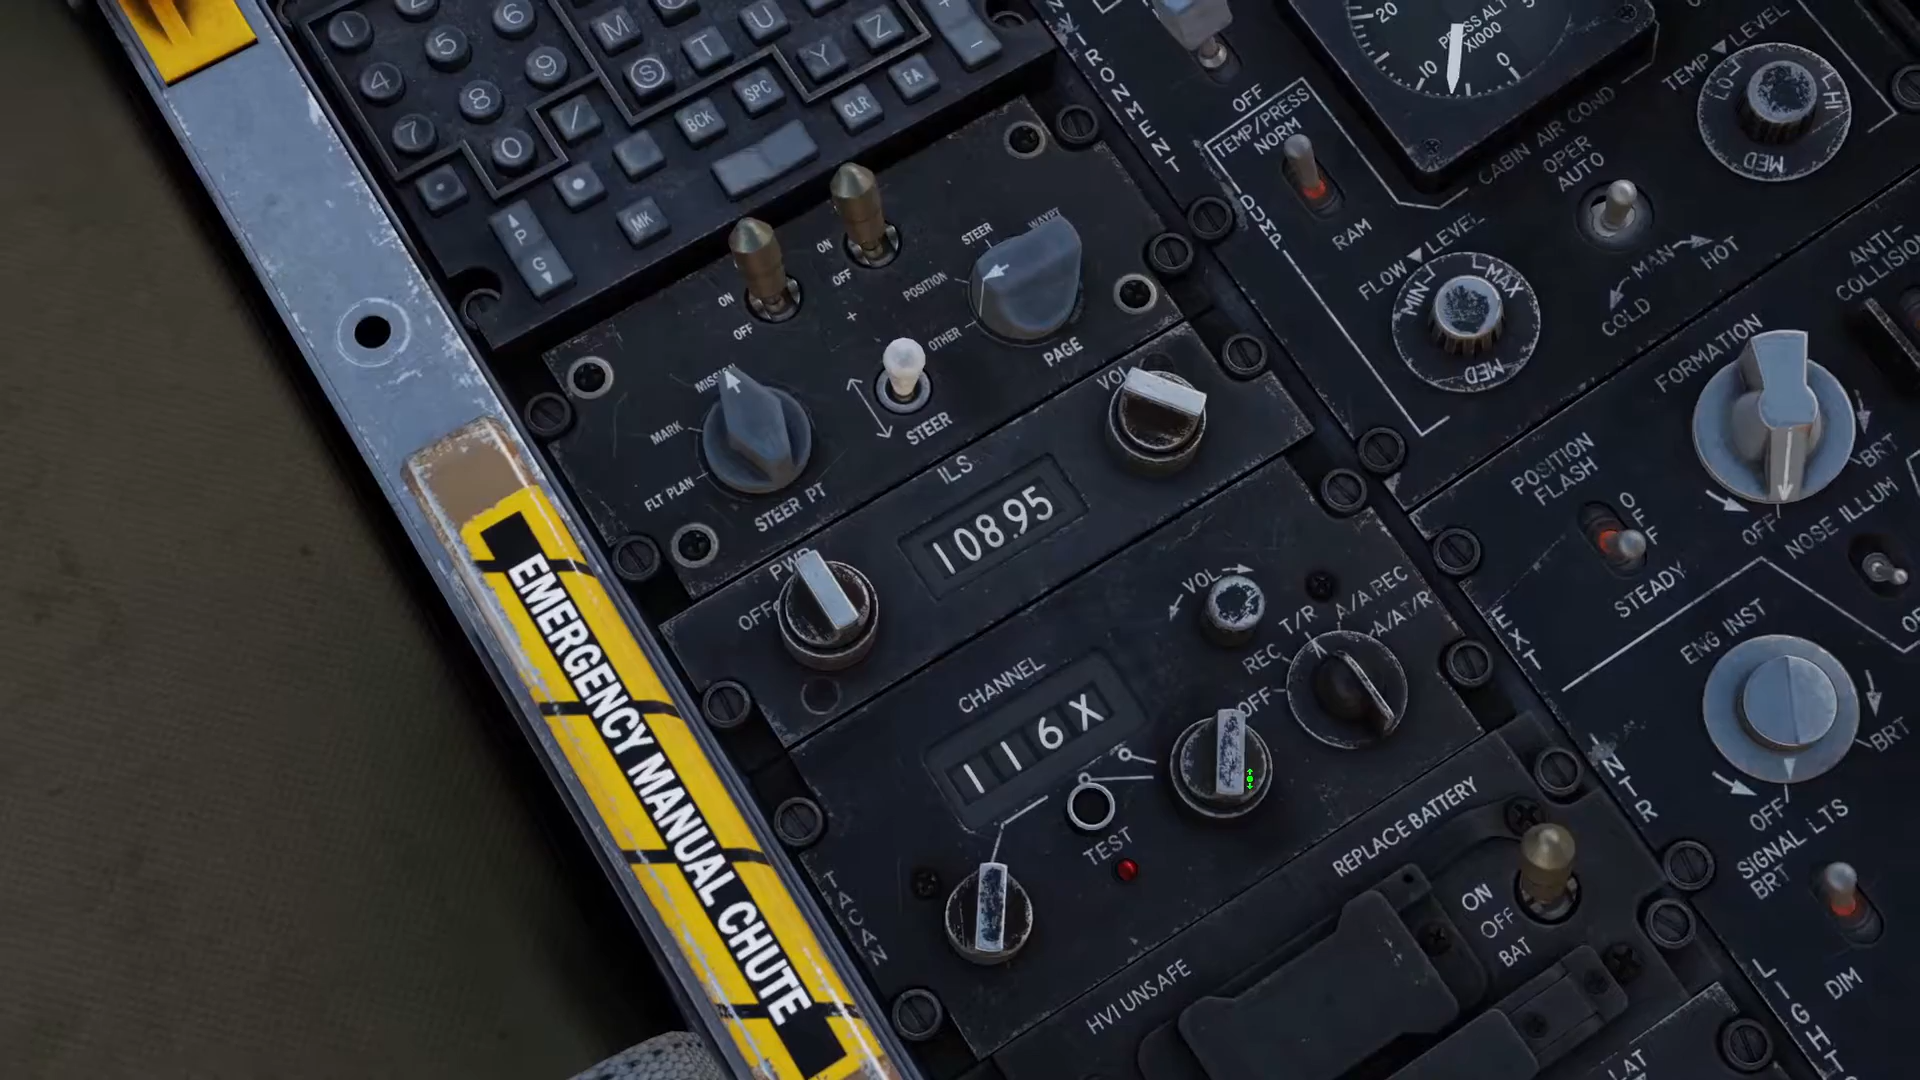 1 2
4 5 6
7 8 9
0
M U
S T Y Z
/ BCK SPC CLR FA
+
-
MK
P
G
ENVIRONMENT
OFF
20 10 0 5
PRESS ALT
X1000
TEMP LEVEL
LO HI
MED
TEMP/PRESS
NORM
DUMP
RAM
CABIN AIR COND
OPER
AUTO
MAN
HOT
COLD
FLOW LEVEL
MIN MAX
MED
ANTI-
COLLISION
FORMATION
BRT
OFF
POSITION
FLASH
OFF
STEADY
NOSE ILLUM
EXT
ENG INST
BRT
OFF
INTR
SIGNAL LTS
BRT
DIM
LIGHTS
ON
OFF
ON
OFF
+
STEER
WAYPT
POSITION
OTHER
PAGE
MISSION
MARK
FLT PLAN
STEER PT
STEER
ILS
108.95
VOL
PWR
OFF
CHANNEL
116X
VOL
OFF
REC
T/R
A/A REC
A/A T/R
TEST
TACAN
REPLACE BATTERY
ON
OFF
BAT
HVI UNSAFE
EMERGENCY MANUAL CHUTE